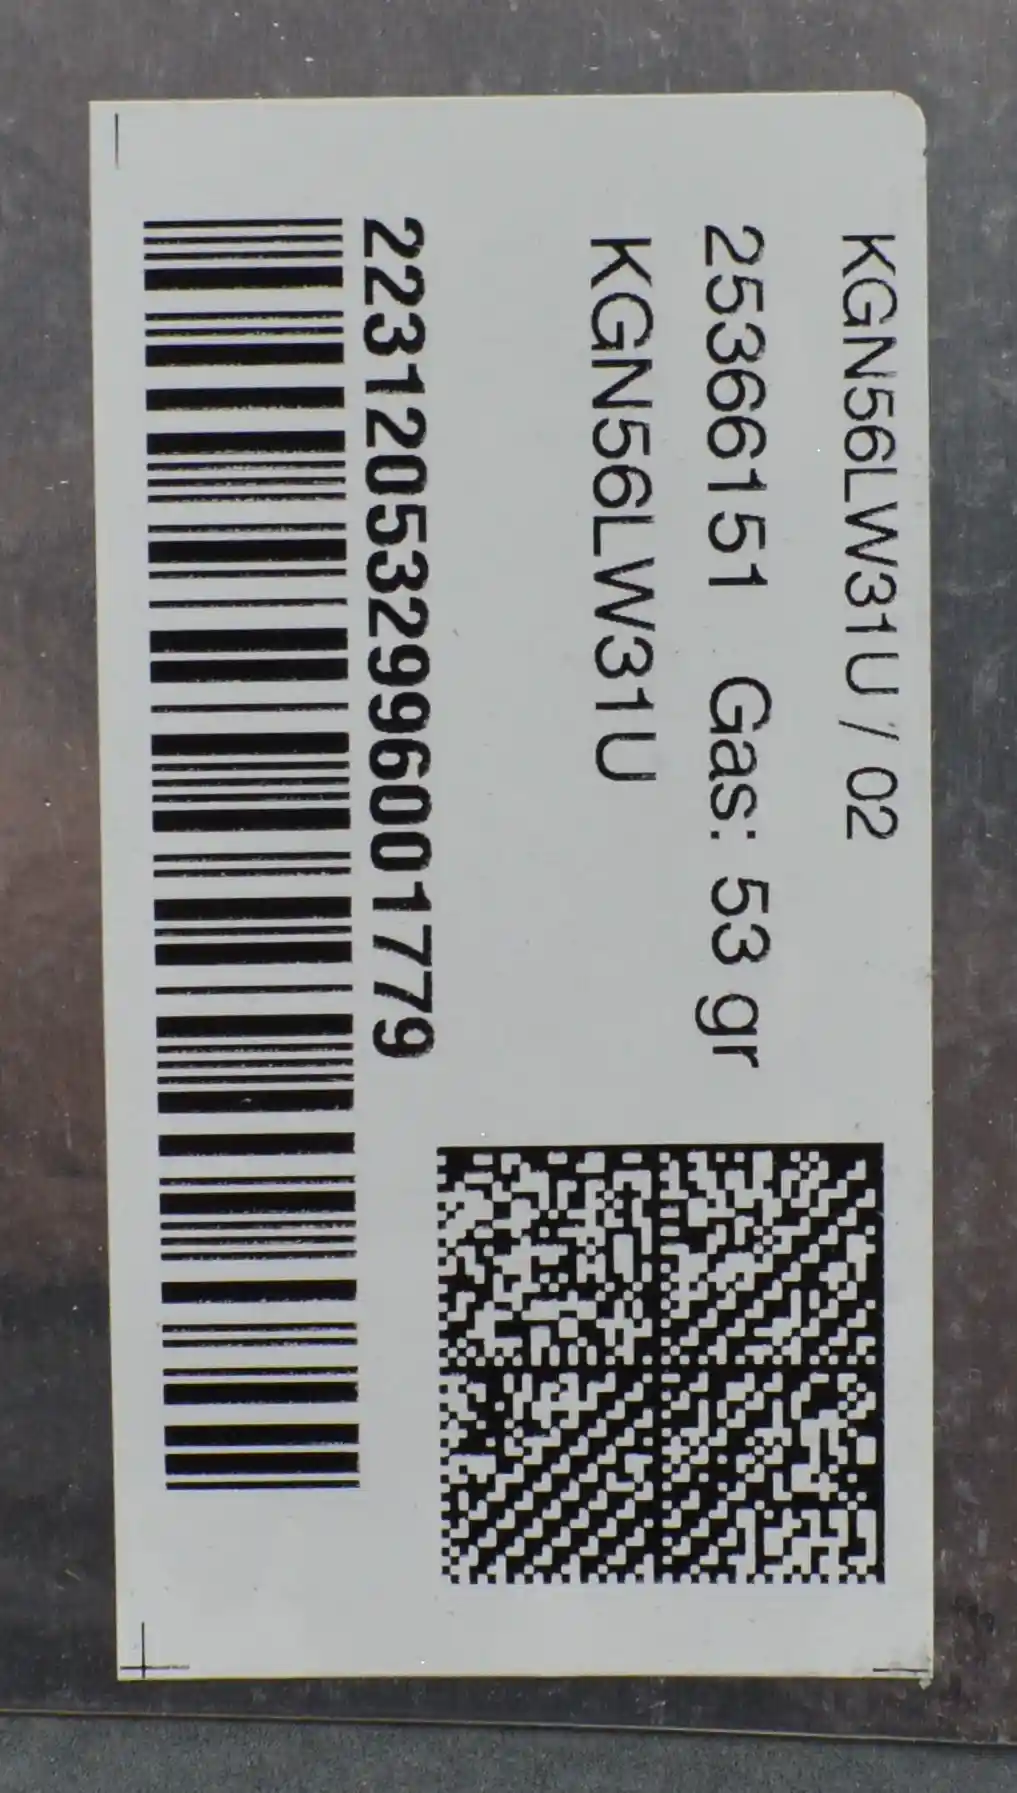 KGN56LW31U / 02
25366151 Gas: 53 gr
KGN56LW31U
223120532996001779